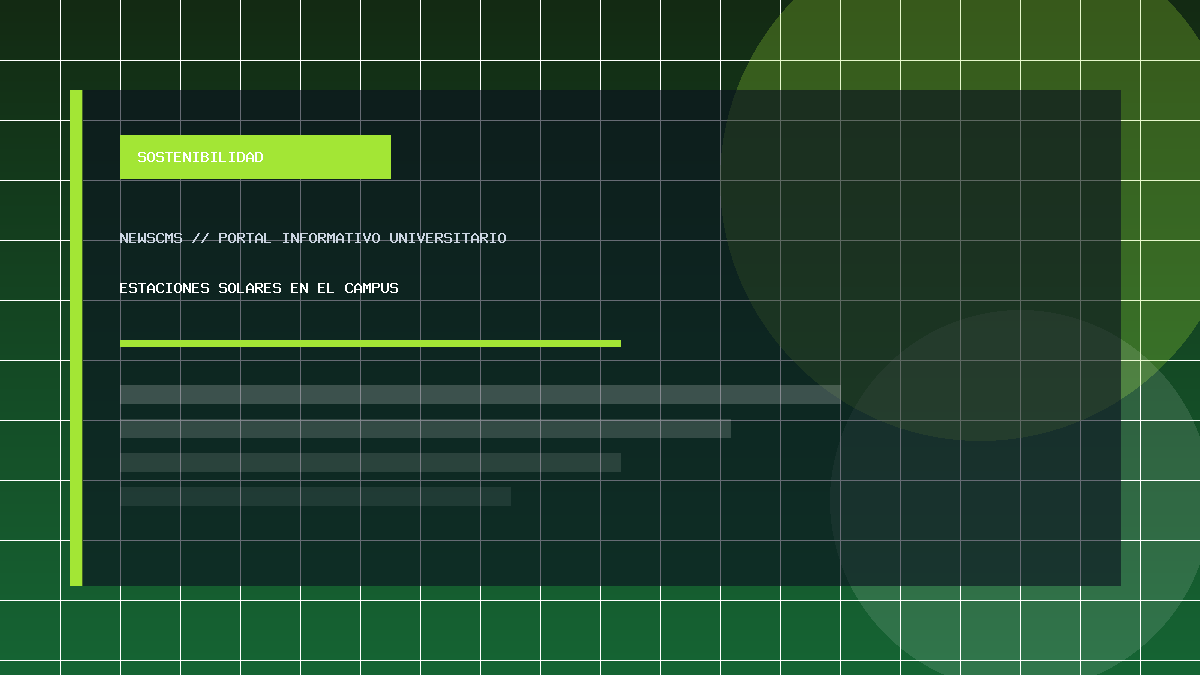 SOSTENIBILIDAD
NEWSCMS // PORTAL INFORMATIVO UNIVERSITARIO
ESTACIONES SOLARES EN EL CAMPUS